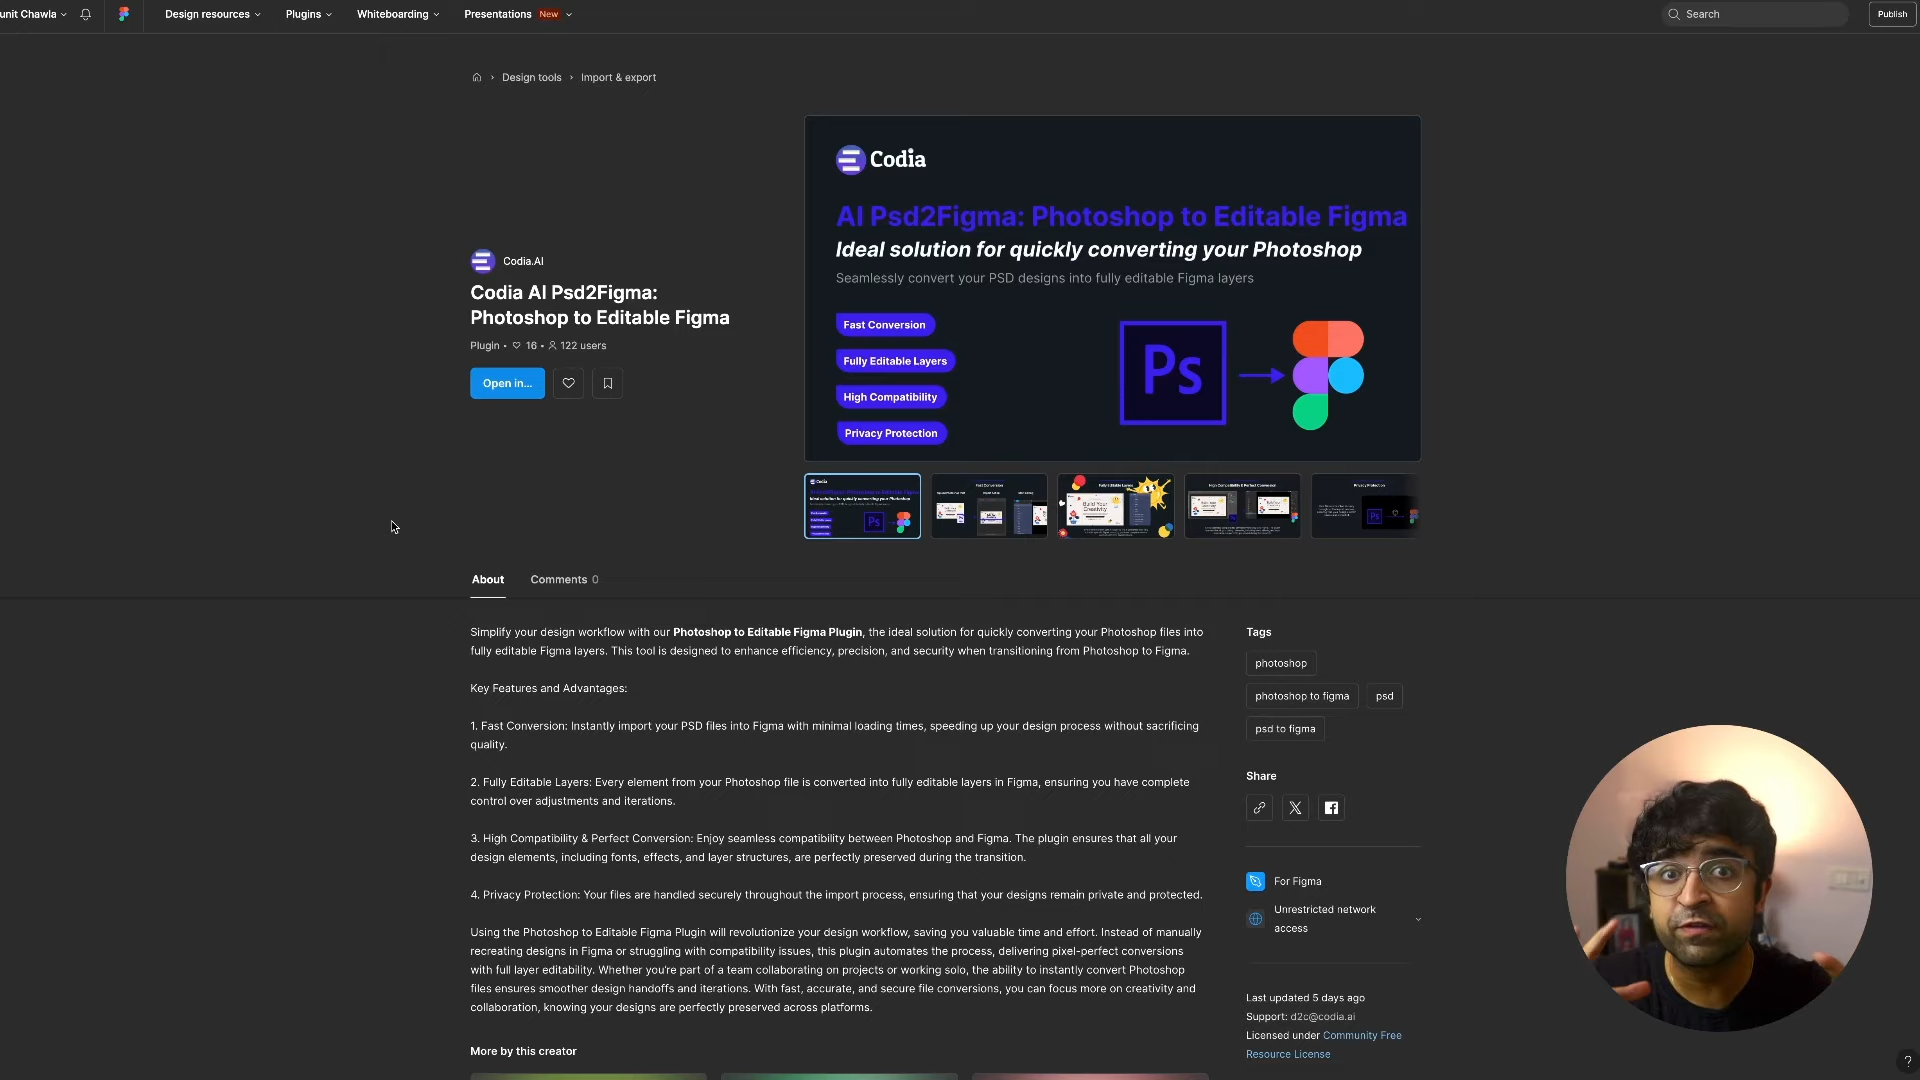 unit Chawla
Design resources
Plugins
Whiteboarding
Presentations New
Search
Publish
Design tools › Import & export
Codia.AI
Codia AI Psd2Figma:
Photoshop to Editable Figma
Plugin • 16 • 122 users
Open in...
Codia
AI Psd2Figma: Photoshop to Editable Figma
Ideal solution for quickly converting your Photoshop
Seamlessly convert your PSD designs into fully editable Figma layers
Fast Conversion
Fully Editable Layers
High Compatibility
Privacy Protection
Ps
Codia
Ps
Fast Conversion
Fully Editable Layers
Build Your
Creativity
High Compatibility & Perfect Conversion
Privacy Protection
Ps
About
Comments 0
Simplify your design workflow with our Photoshop to Editable Figma Plugin, the ideal solution for quickly converting your Photoshop files into
fully editable Figma layers. This tool is designed to enhance efficiency, precision, and security when transitioning from Photoshop to Figma.
Key Features and Advantages:
1. Fast Conversion: Instantly import your PSD files into Figma with minimal loading times, speeding up your design process without sacrificing
quality.
2. Fully Editable Layers: Every element from your Photoshop file is converted into fully editable layers in Figma, ensuring you have complete
control over adjustments and iterations.
3. High Compatibility & Perfect Conversion: Enjoy seamless compatibility between Photoshop and Figma. The plugin ensures that all your
design elements, including fonts, effects, and layer structures, are perfectly preserved during the transition.
4. Privacy Protection: Your files are handled securely throughout the import process, ensuring that your designs remain private and protected.
Using the Photoshop to Editable Figma Plugin will revolutionize your design workflow, saving you valuable time and effort. Instead of manually
recreating designs in Figma or struggling with compatibility issues, this plugin automates the process, delivering pixel-perfect conversions
with full layer editability. Whether you're part of a team collaborating on projects or working solo, the ability to instantly convert Photoshop
files ensures smoother design handoffs and iterations. With fast, accurate, and secure file conversions, you can focus more on creativity and
collaboration, knowing your designs are perfectly preserved across platforms.
More by this creator
Tags
photoshop
photoshop to figma
psd
psd to figma
Share
For Figma
Unrestricted network
access
Last updated 5 days ago
Support: d2c@codia.ai
Licensed under Community Free
Resource License
?